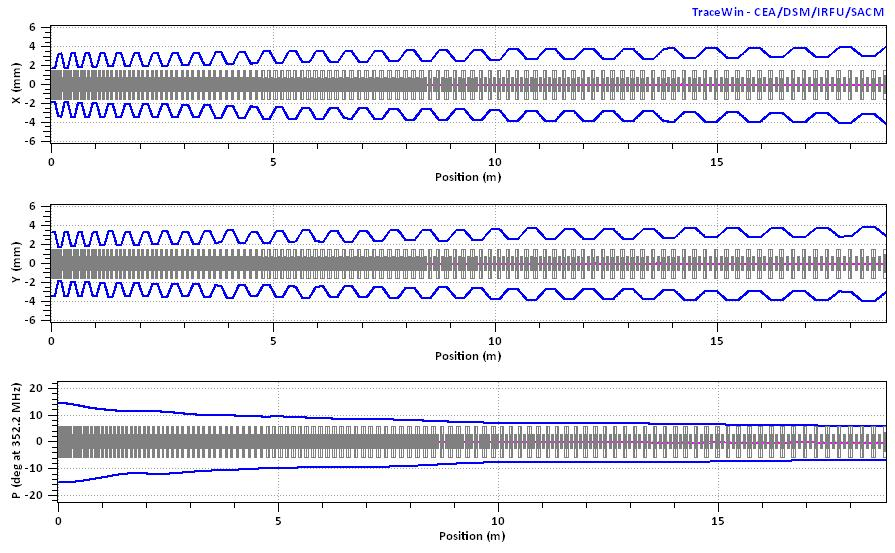 TraceWin - CEA/DSM/IRFU/SACM
6
4
2
0
-2
-4
-6
X (mm)
0 5 10 15
Position (m)
6
4
2
0
-2
-4
-6
Y (mm)
0 5 10 15
Position (m)
20
10
0
-10
-20
P (deg at 352.2 MHz)
0 5 10 15
Position (m)